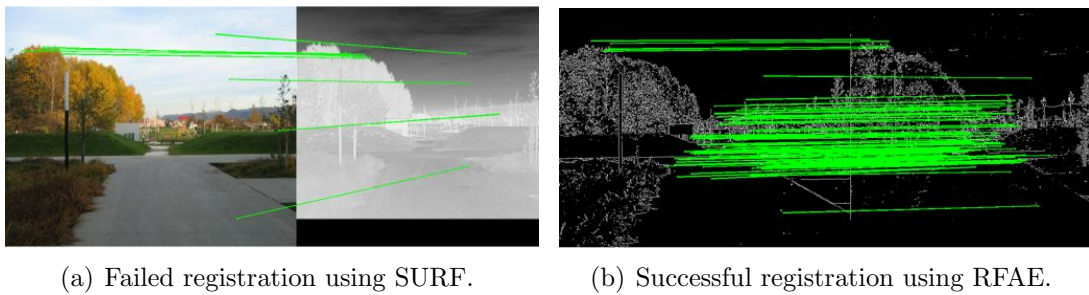 (a) Failed registration using SURF.
(b) Successful registration using RFAE.